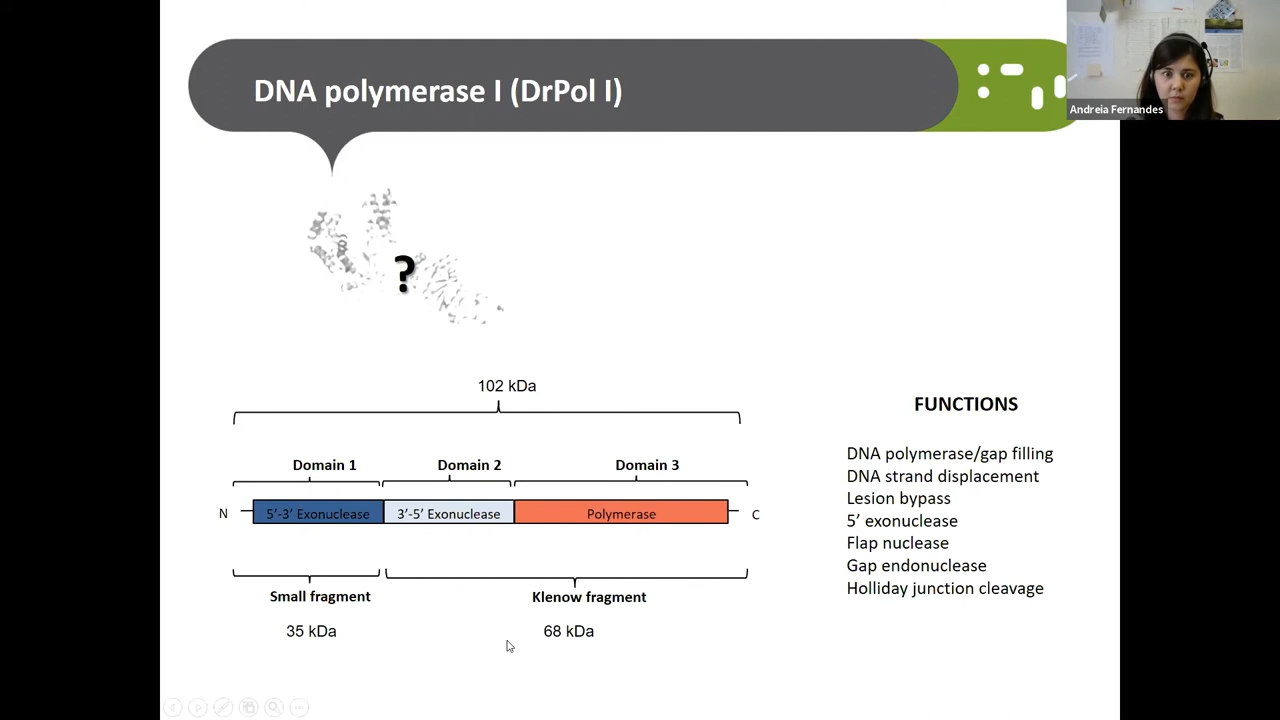 DNA polymerase I (DrPol I)
Andreia Fernandes
?
102 kDa
Domain 1
Domain 2
Domain 3
N
5’-3’ Exonuclease
3’-5’ Exonuclease
Polymerase
C
Small fragment
Klenow fragment
35 kDa
68 kDa
FUNCTIONS
DNA polymerase/gap filling
DNA strand displacement
Lesion bypass
5’ exonuclease
Flap nuclease
Gap endonuclease
Holliday junction cleavage